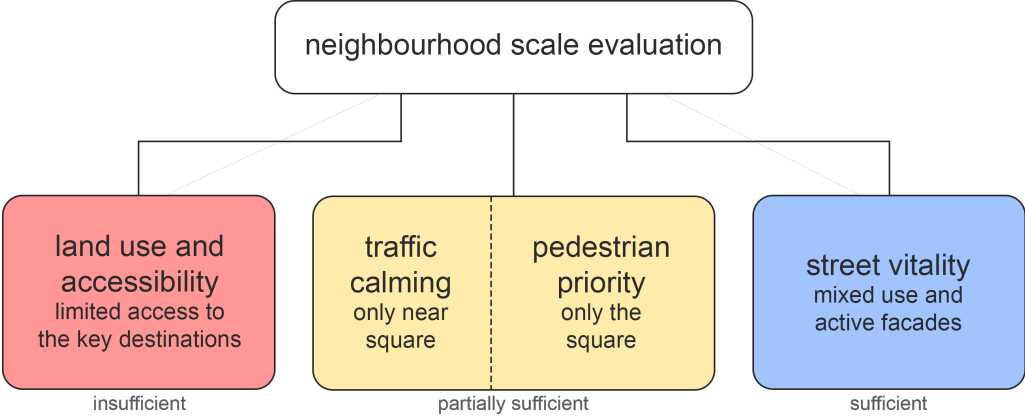 neighbourhood scale evaluation
land use and
accessibility
limited access to
the key destinations
traffic
calming
only near
square
pedestrian
priority
only the
square
street vitality
mixed use and
active facades
insufficient
partially sufficient
sufficient